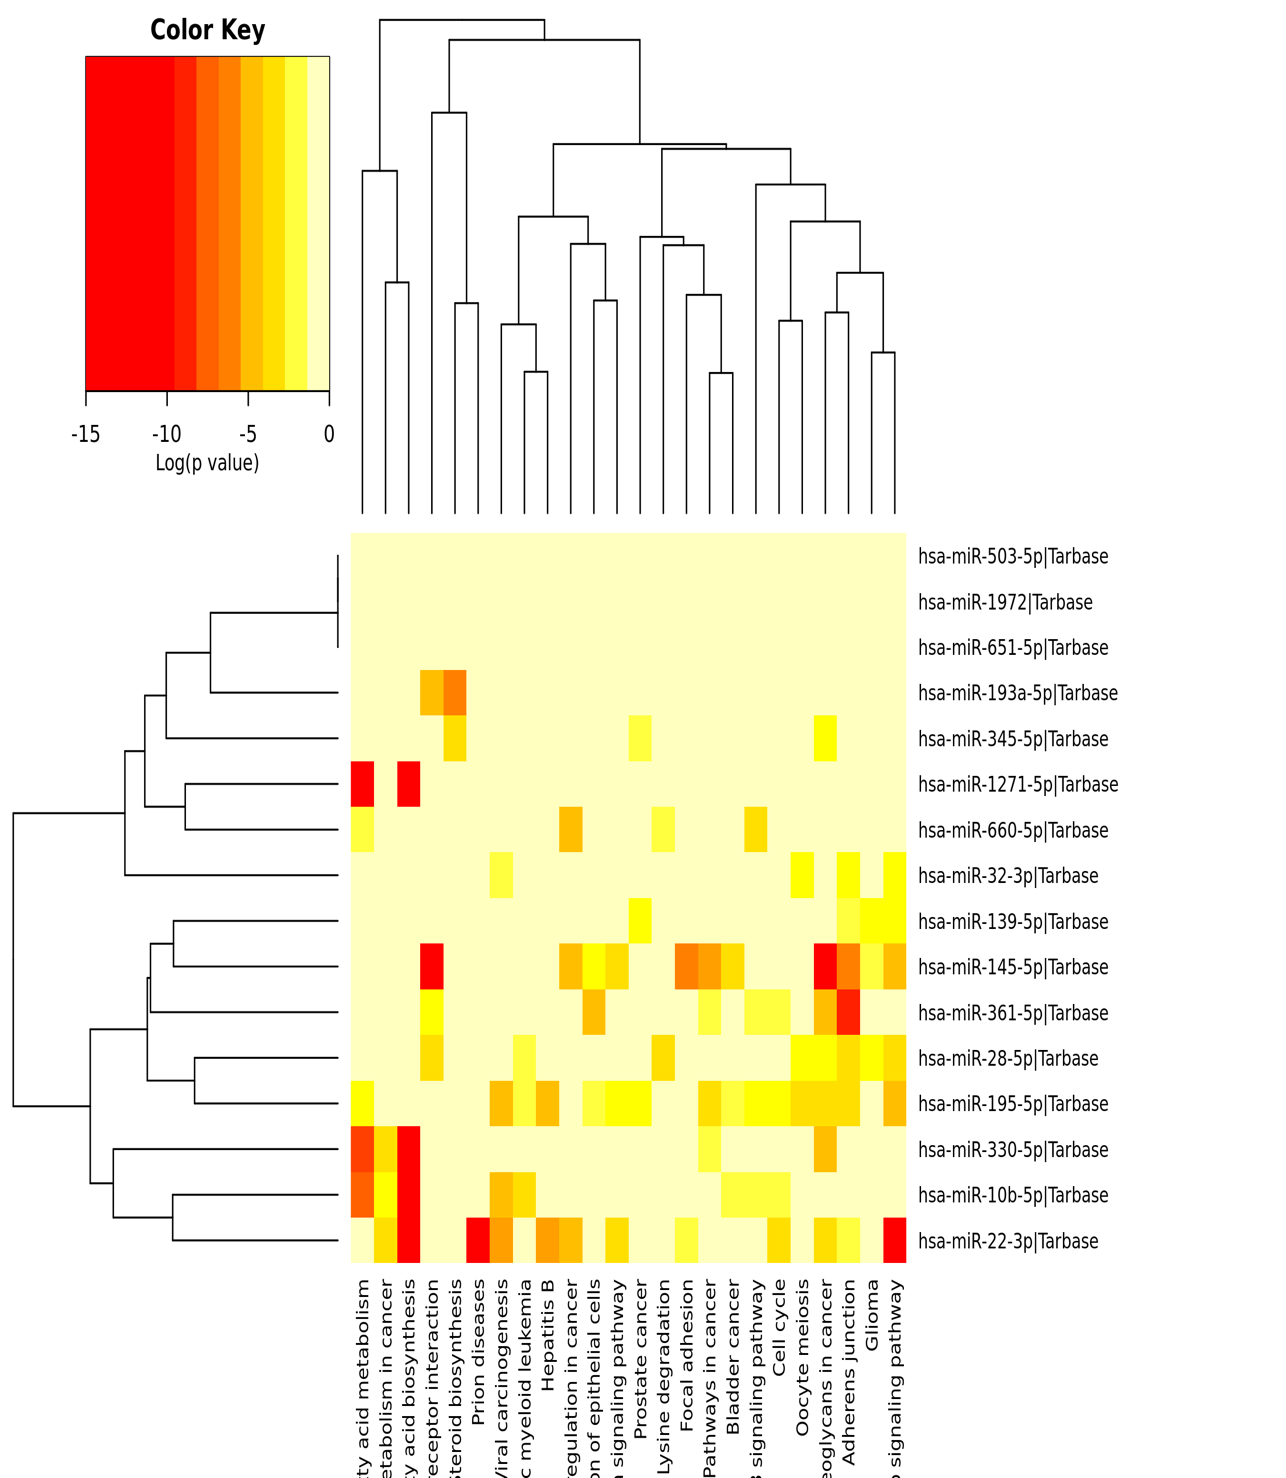 Color Key
-15 -10 -5 0
Log(p value)
hsa-miR-503-5p|Tarbase
hsa-miR-1972|Tarbase
hsa-miR-651-5p|Tarbase
hsa-miR-193a-5p|Tarbase
hsa-miR-345-5p|Tarbase
hsa-miR-1271-5p|Tarbase
hsa-miR-660-5p|Tarbase
hsa-miR-32-3p|Tarbase
hsa-miR-139-5p|Tarbase
hsa-miR-145-5p|Tarbase
hsa-miR-361-5p|Tarbase
hsa-miR-28-5p|Tarbase
hsa-miR-195-5p|Tarbase
hsa-miR-330-5p|Tarbase
hsa-miR-10b-5p|Tarbase
hsa-miR-22-3p|Tarbase
acid metabolism
in cancer
acid biosynthesis
receptor interaction
biosynthesis
Prion diseases
carcinogenesis
myeloid leukemia
Hepatitis B
in cancer
of epithelial cells
signaling pathway
Prostate cancer
Lysine degradation
Focal adhesion
Pathways in cancer
Bladder cancer
signaling pathway
Cell cycle
Oocyte meiosis
in cancer
Adherens junction
Glioma
signaling pathway